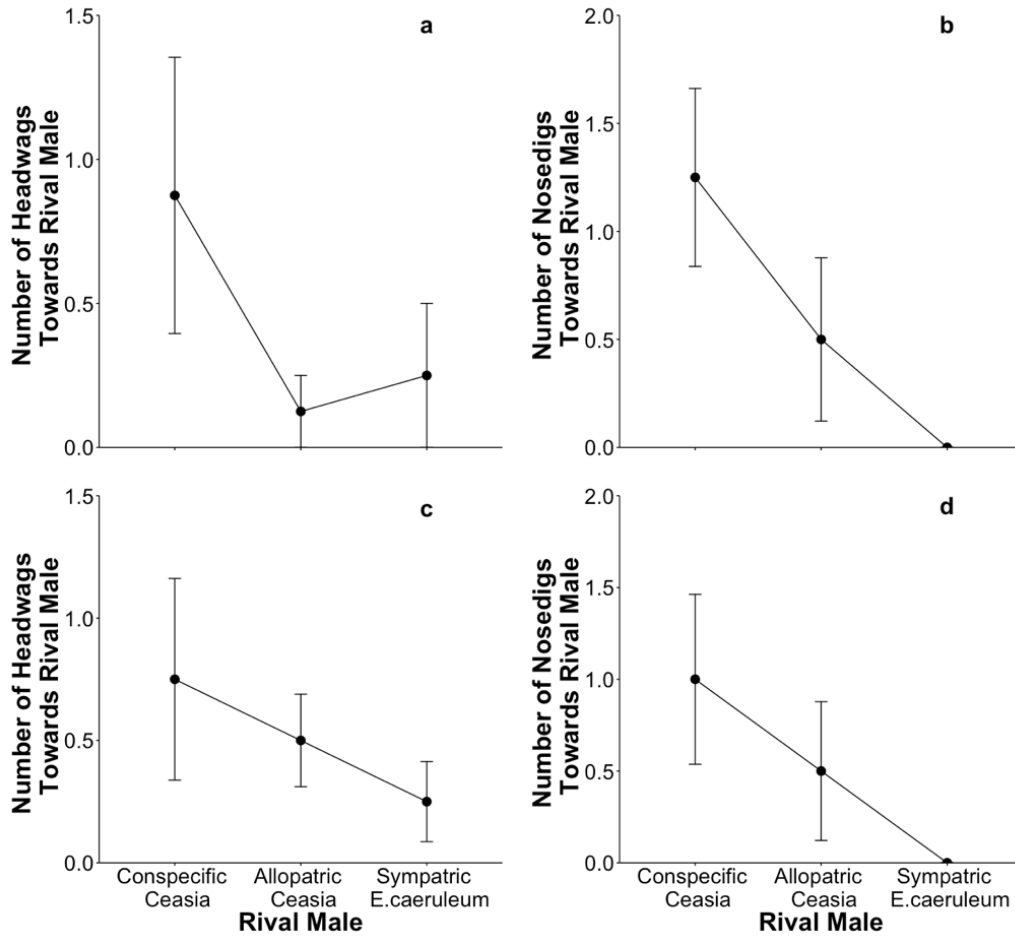 a
1.5
1.0
0.5
0.0
Number of Headwags
Towards Rival Male
b
2.0
1.5
1.0
0.5
0.0
Number of Nosedigs
Towards Rival Male
c
1.5
1.0
0.5
0.0
Number of Headwags
Towards Rival Male
Conspecific
Ceasia
Allopatric
Ceasia
Sympatric
E.caeruleum
Rival Male
d
2.0
1.5
1.0
0.5
0.0
Number of Nosedigs
Towards Rival Male
Conspecific
Ceasia
Allopatric
Ceasia
Sympatric
E.caeruleum
Rival Male